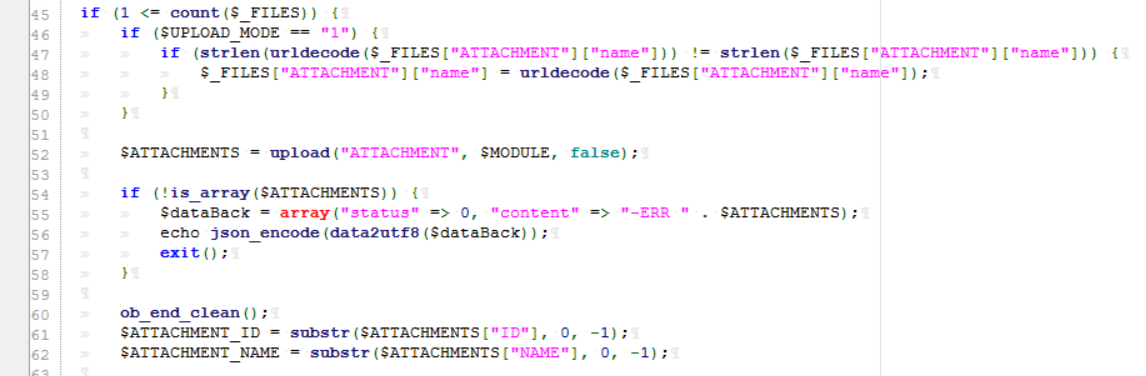 45 if (1 <= count($_FILES)) {
46 if ($UPLOAD_MODE == "1") {
47 if (strlen(urldecode($_FILES["ATTACHMENT"]["name"])) != strlen($_FILES["ATTACHMENT"]["name"])) {
48 $_FILES["ATTACHMENT"]["name"] = urldecode($_FILES["ATTACHMENT"]["name"]);
49 }
50 }
51
52 $ATTACHMENTS = upload("ATTACHMENT", $MODULE, false);
53
54 if (!is_array($ATTACHMENTS)) {
55 $dataBack = array("status" => 0, "content" => "-ERR " . $ATTACHMENTS);
56 echo json_encode(data2utf8($dataBack));
57 exit();
58 }
59
60 ob_end_clean();
61 $ATTACHMENT_ID = substr($ATTACHMENTS["ID"], 0, -1);
62 $ATTACHMENT_NAME = substr($ATTACHMENTS["NAME"], 0, -1);
63